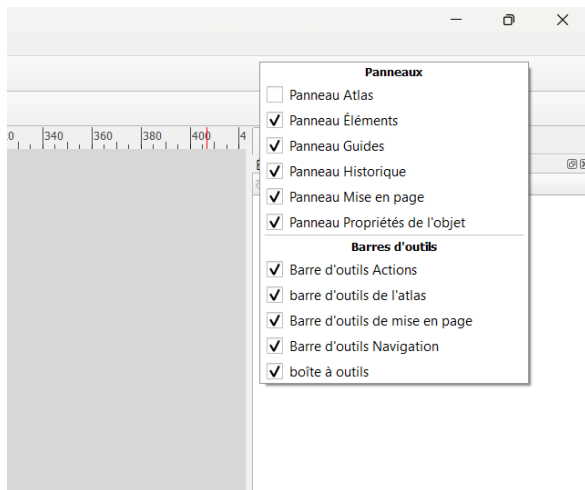 Panneaux
Panneau Atlas
Panneau Éléments
340 360 380 400 4
Panneau Guides
Panneau Historique
Panneau Mise en page
Panneau Propriétés de l'objet
Barres d'outils
Barre d'outils Actions
barre d'outils de l'atlas
Barre d'outils de mise en page
Barre d'outils Navigation
boîte à outils